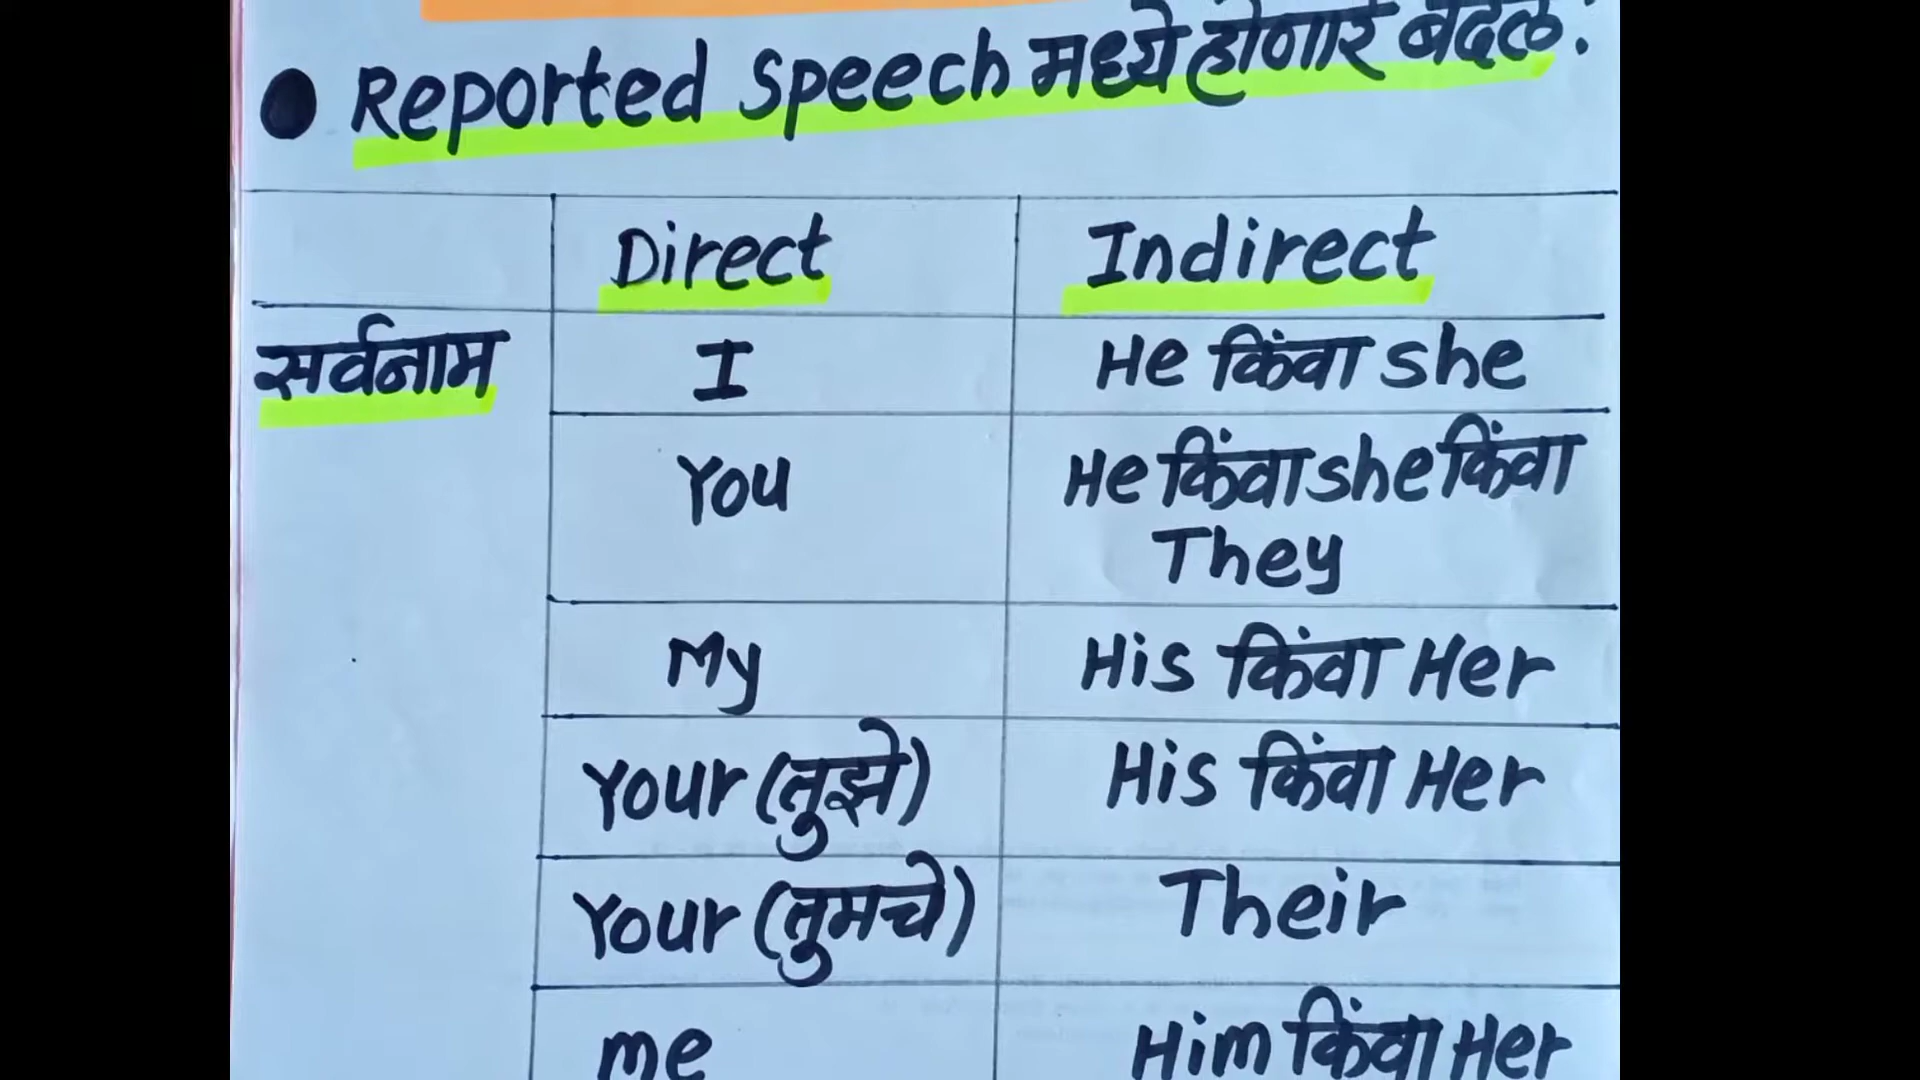 ● Reported Speech मध्ये होणारे बदल:
Direct Indirect
सर्वनाम I He किंवा she
You He किंवा she किंवा
They
My His किंवा Her
Your (तुझे) His किंवा Her
Your (तुमचे) Their
me Him किंवा Her